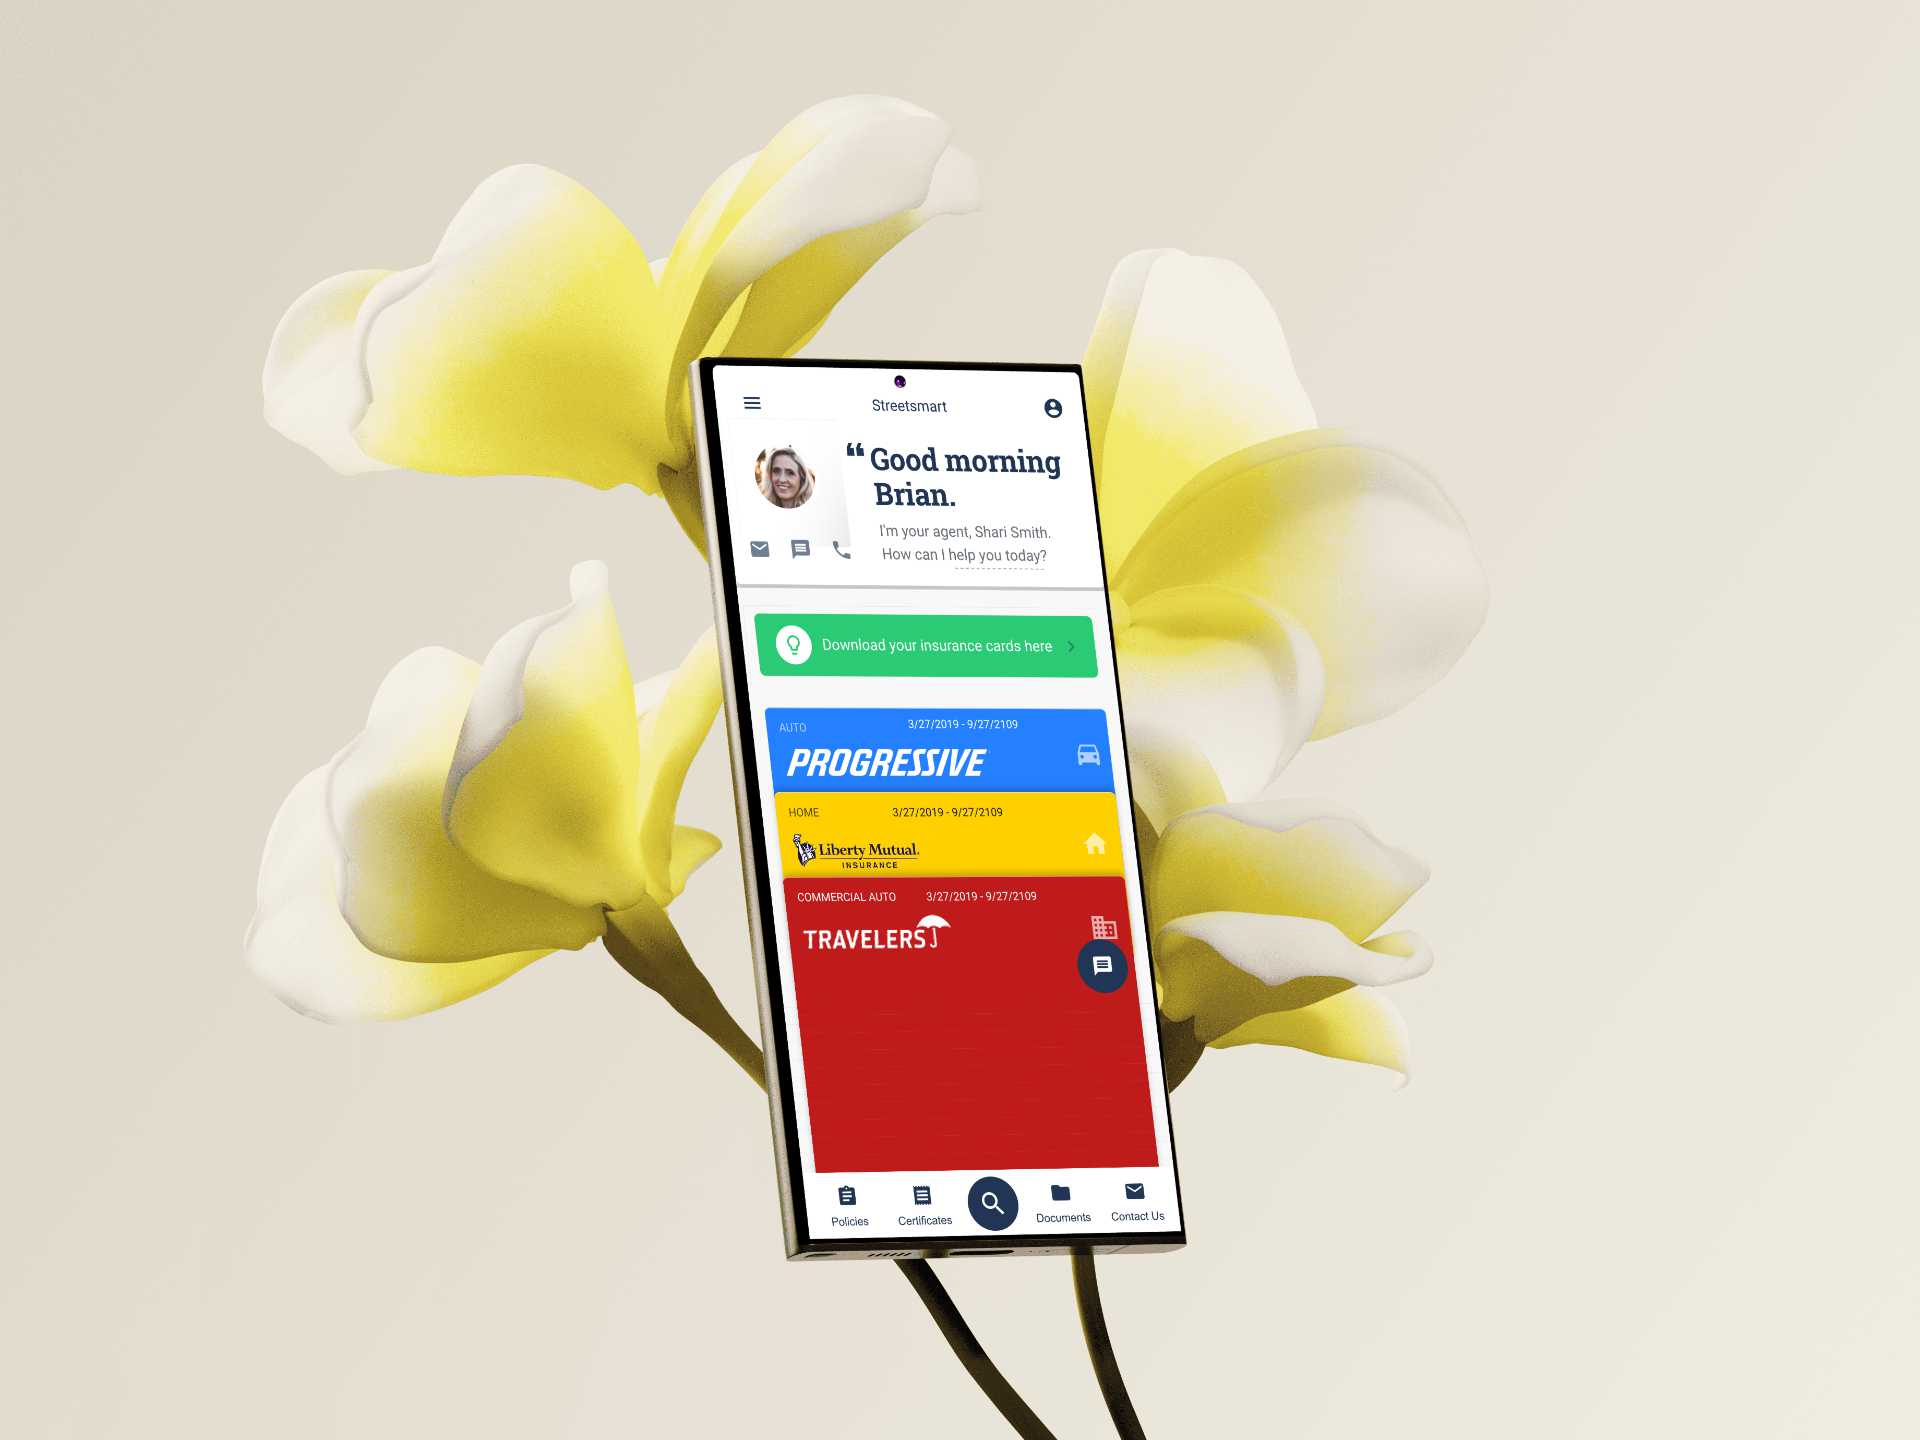 Streetsmart
“ Good morning
Brian.
I'm your agent, Shari Smith.
How can I help you today?
Download your insurance cards here
AUTO 3/27/2019 - 9/27/2109
PROGRESSIVE
HOME 3/27/2019 - 9/27/2109
Liberty Mutual.
INSURANCE
COMMERCIAL AUTO 3/27/2019 - 9/27/2109
TRAVELERS
Policies Certificates Documents Contact Us